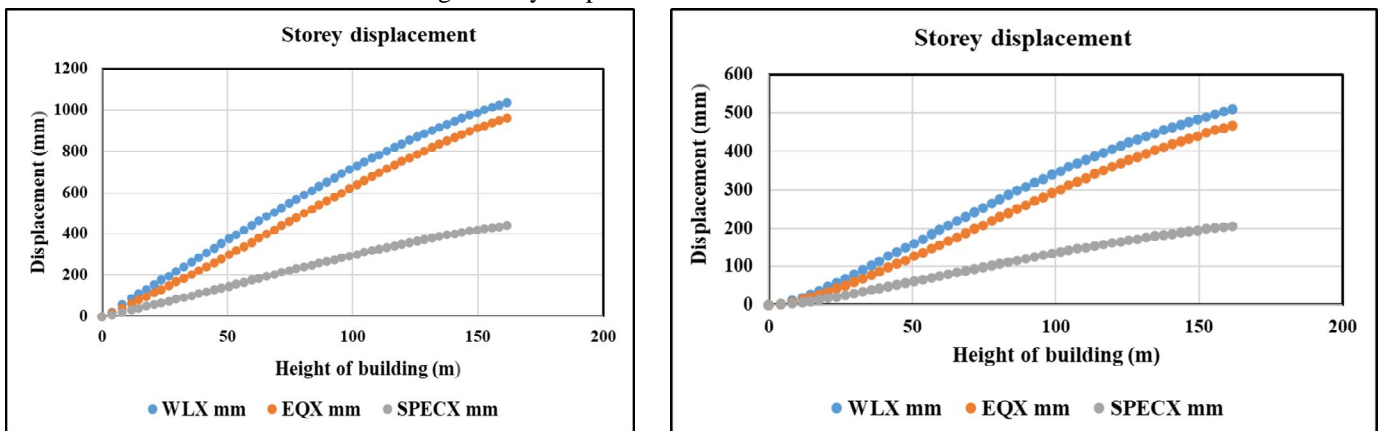 Storey displacement
1200
1000
800
600
400
200
0
0 50 100 150 200
Displacement (mm)
Height of building (m)
WLX mm EQX mm SPECX mm
Storey displacement
600
500
400
300
200
100
0
0 50 100 150 200
Displacement (mm)
Height of building (m)
WLX mm EQX mm SPECX mm